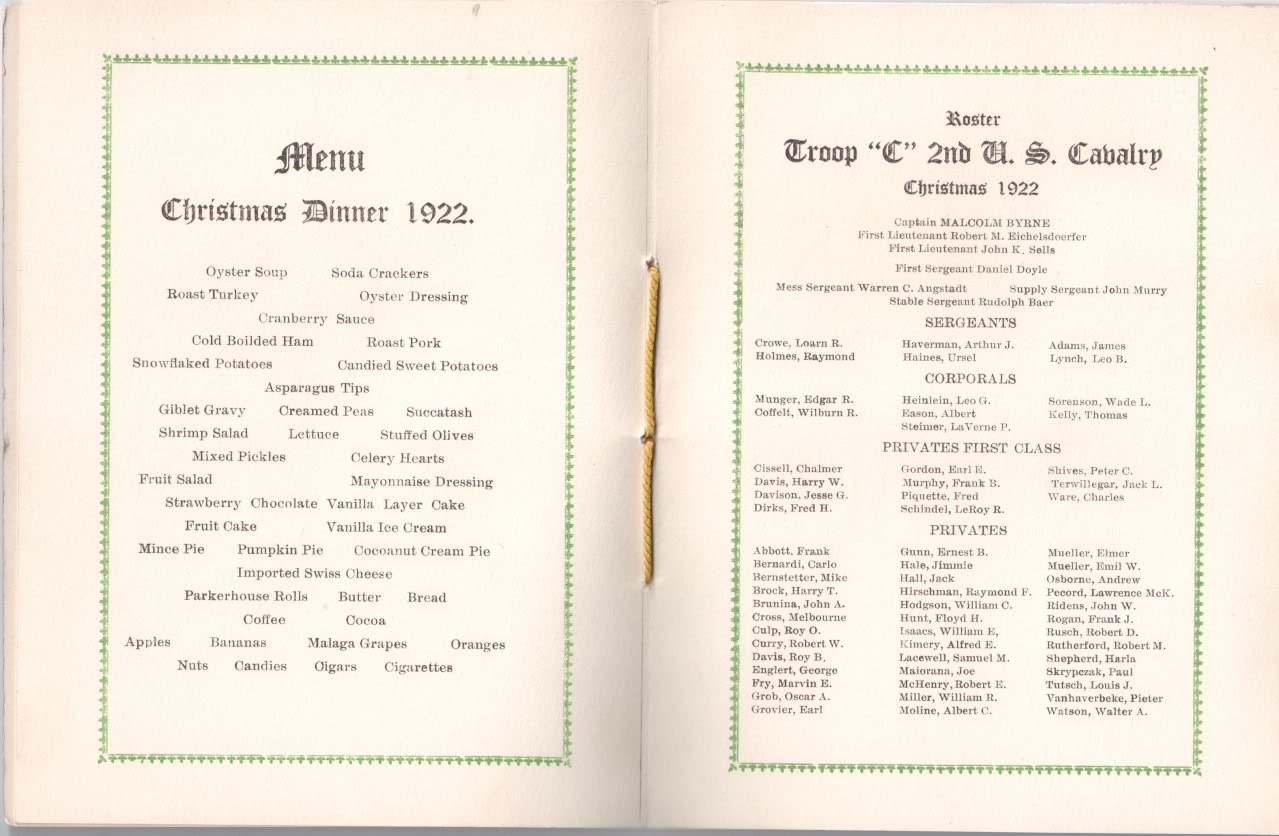 Menu
Christmas Dinner 1922.
Oyster Soup Soda Crackers
Roast Turkey Oyster Dressing
Cranberry Sauce
Cold Boilded Ham Roast Pork
Snowflaked Potatoes Candied Sweet Potatoes
Asparagus Tips
Giblet Gravy Creamed Peas Succatash
Shrimp Salad Lettuce Stuffed Olives
Mixed Pickles Celery Hearts
Fruit Salad Mayonnaise Dressing
Strawberry Chocolate Vanilla Layer Cake
Fruit Cake Vanilla Ice Cream
Mince Pie Pumpkin Pie Cocoanut Cream Pie
Imported Swiss Cheese
Parkerhouse Rolls Butter Bread
Coffee Cocoa
Apples Bananas Malaga Grapes Oranges
Nuts Candies Cigars Cigarettes
Roster
Troop “C” 2nd U. S. Cavalry
Christmas 1922
Captain MALCOLM BYRNE
First Lieutenant Robert M. Eichelsdoerfer
First Lieutenant John K. Sells
First Sergeant Daniel Doyle
Mess Sergeant Warren C. Angstadt Supply Sergeant John Murry
Stable Sergeant Rudolph Baer
SERGEANTS
Crowe, Loarn R. Haverman, Arthur J. Adams, James
Holmes, Raymond Haines, Ursel Lynch, Leo B.
CORPORALS
Munger, Edgar R. Heinlein, Leo G. Sorenson, Wade L.
Coffelt, Wilburn R. Eason, Albert Kelly, Thomas
Steimer, LaVerne P.
PRIVATES FIRST CLASS
Cissell, Chalmer Gordon, Earl E. Shives, Peter C.
Davis, Harry W. Murphy, Frank B. Terwillegar, Jack L.
Davison, Jesse G. Piquette, Fred Ware, Charles
Dirks, Fred H. Schindel, LeRoy R.
PRIVATES
Abbott, Frank Gunn, Ernest B. Mueller, Elmer
Bernardi, Carlo Hale, Jimmie Mueller, Emil W.
Bernstetter, Mike Hall, Jack Osborne, Andrew
Brock, Harry T. Hirschman, Raymond F. Pecord, Lawrence McK.
Brunina, John A. Hodgson, William C. Ridens, John W.
Cross, Melbourne Hunt, Floyd H. Rogan, Frank J.
Culp, Roy O. Isaacs, William E, Rusch, Robert D.
Curry, Robert W. Kimery, Alfred E. Rutherford, Robert M.
Davis, Roy B. Lacewell, Samuel M. Shepherd, Harla
Englert, George Maiorana, Joe Skrypczak, Paul
Fry, Marvin E. McHenry, Robert E. Tutsch, Louis J.
Grob, Oscar A. Miller, William R. Vanhaverbeke, Pieter
Grovier, Earl Moline, Albert C. Watson, Walter A.